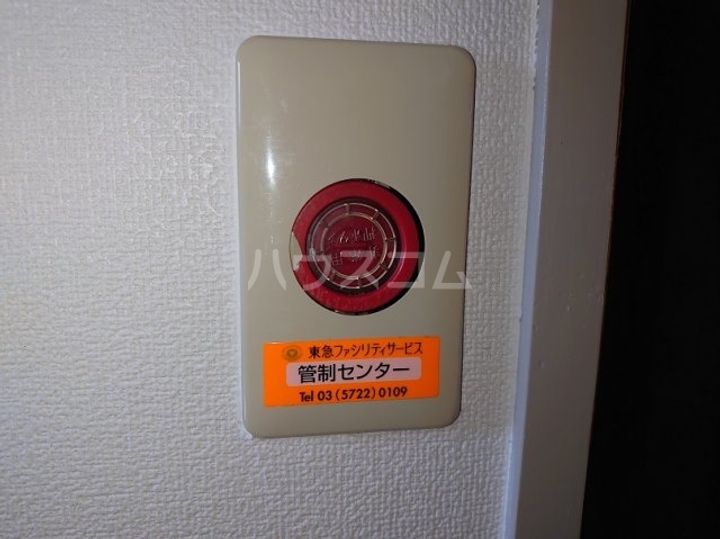 ハウスコム
東急ファシリティサービス
管制センター
Tel 03(5722)0109